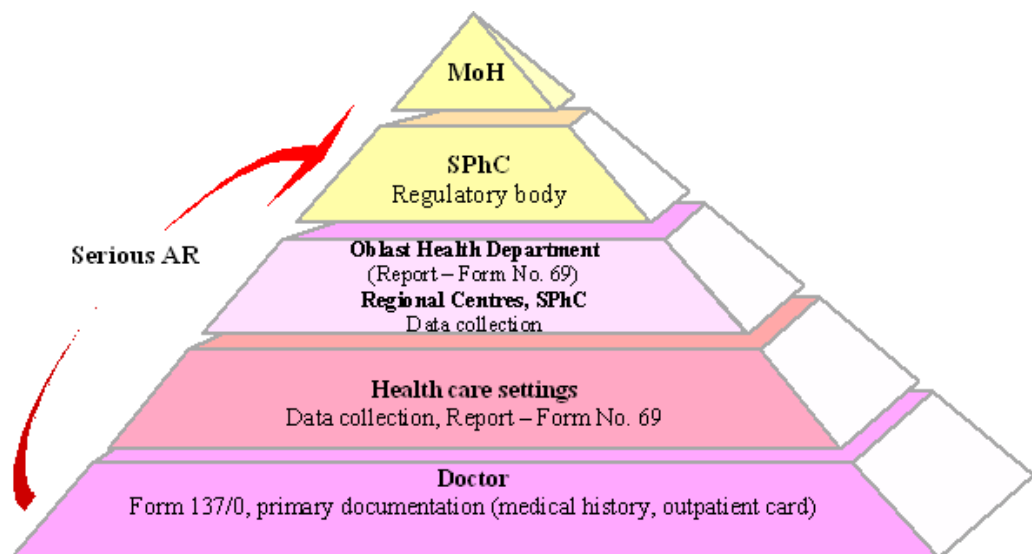 MoH
SPhC
Regulatory body
Serious AR
Oblast Health Department
(Report – Form No. 69)
Regional Centres, SPhC
Data collection
Health care settings
Data collection, Report – Form No. 69
Doctor
Form 137/0, primary documentation (medical history, outpatient card)